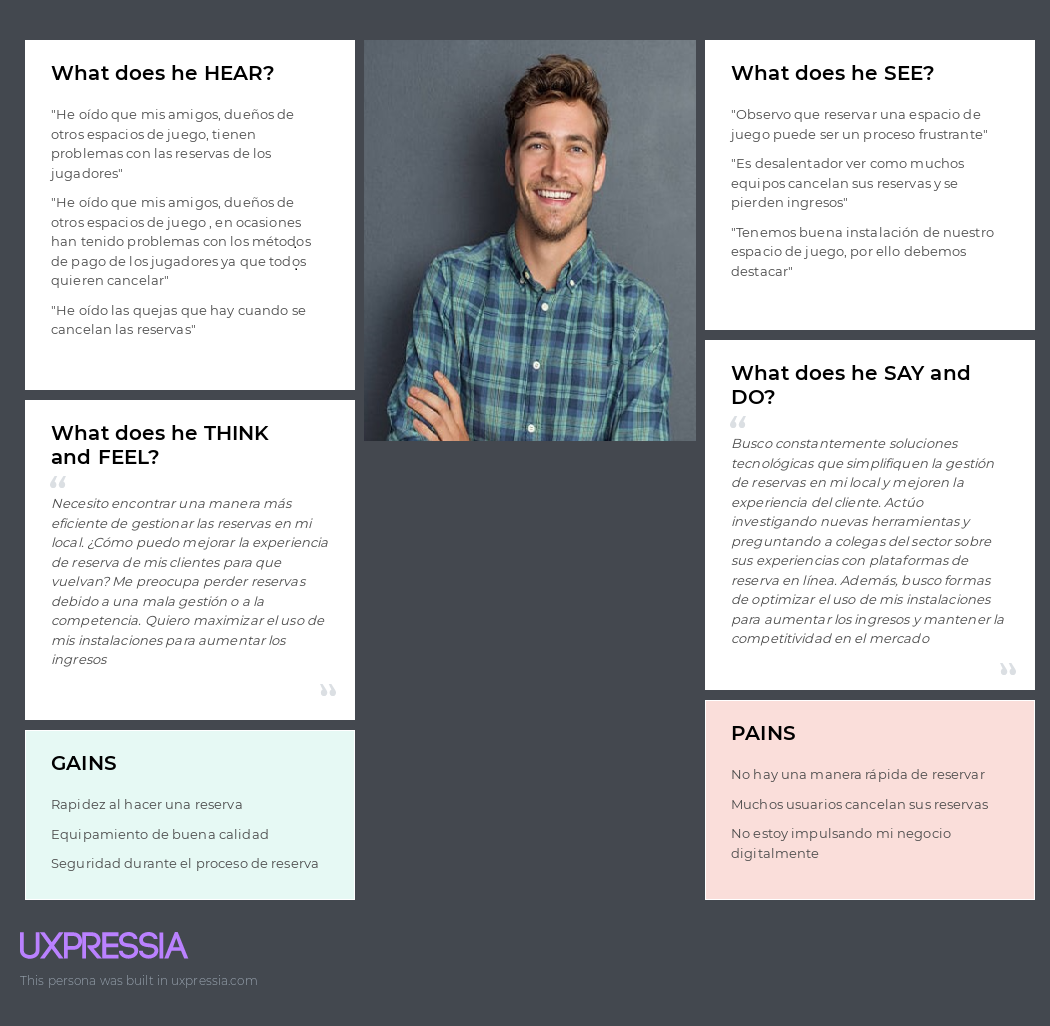 What does he HEAR?
"He oído que mis amigos, dueños de
otros espacios de juego, tienen
problemas con las reservas de los
jugadores"
"He oído que mis amigos, dueños de
otros espacios de juego , en ocasiones
han tenido problemas con los métodos
de pago de los jugadores ya que todos
quieren cancelar"
"He oído las quejas que hay cuando se
cancelan las reservas"
What does he THINK
and FEEL?
“
Necesito encontrar una manera más
eficiente de gestionar las reservas en mi
local. ¿Cómo puedo mejorar la experiencia
de reserva de mis clientes para que
vuelvan? Me preocupa perder reservas
debido a una mala gestión o a la
competencia. Quiero maximizar el uso de
mis instalaciones para aumentar los
ingresos
”
GAINS
Rapidez al hacer una reserva
Equipamiento de buena calidad
Seguridad durante el proceso de reserva
What does he SEE?
"Observo que reservar una espacio de
juego puede ser un proceso frustrante"
"Es desalentador ver como muchos
equipos cancelan sus reservas y se
pierden ingresos"
"Tenemos buena instalación de nuestro
espacio de juego, por ello debemos
destacar"
What does he SAY and
DO?
“
Busco constantemente soluciones
tecnológicas que simplifiquen la gestión
de reservas en mi local y mejoren la
experiencia del cliente. Actúo
investigando nuevas herramientas y
preguntando a colegas del sector sobre
sus experiencias con plataformas de
reserva en línea. Además, busco formas
de optimizar el uso de mis instalaciones
para aumentar los ingresos y mantener la
competitividad en el mercado
”
PAINS
No hay una manera rápida de reservar
Muchos usuarios cancelan sus reservas
No estoy impulsando mi negocio
digitalmente
UXPRESSIA
This persona was built in uxpressia.com